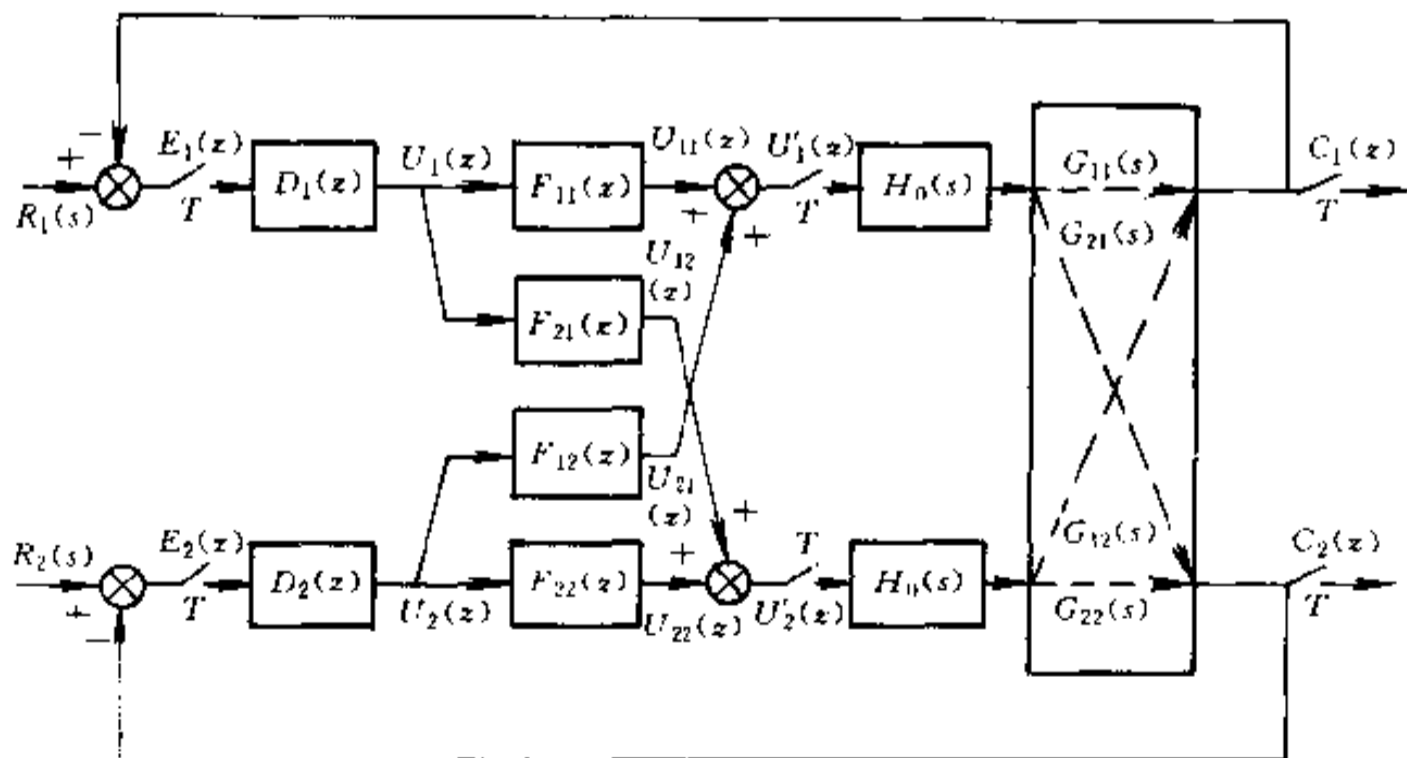 −
+ E₁(z) U₁(z) U₁₁(z) U′₁(z) C₁(z)
D₁(z) F₁₁(z) H₀(s) G₁₁(s)
R₁(s) T + + T G₂₁(s) T
U₁₂
(z)
F₂₁(z)
F₁₂(z)
U₂₁
(z)
+
R₂(s) E₂(z) + T G₁₂(s) C₂(z)
D₂(z) F₂₂(z) H₀(s)
+ T U₂(z) U₂₂(z) U′₂(z) G₂₂(s) T
−